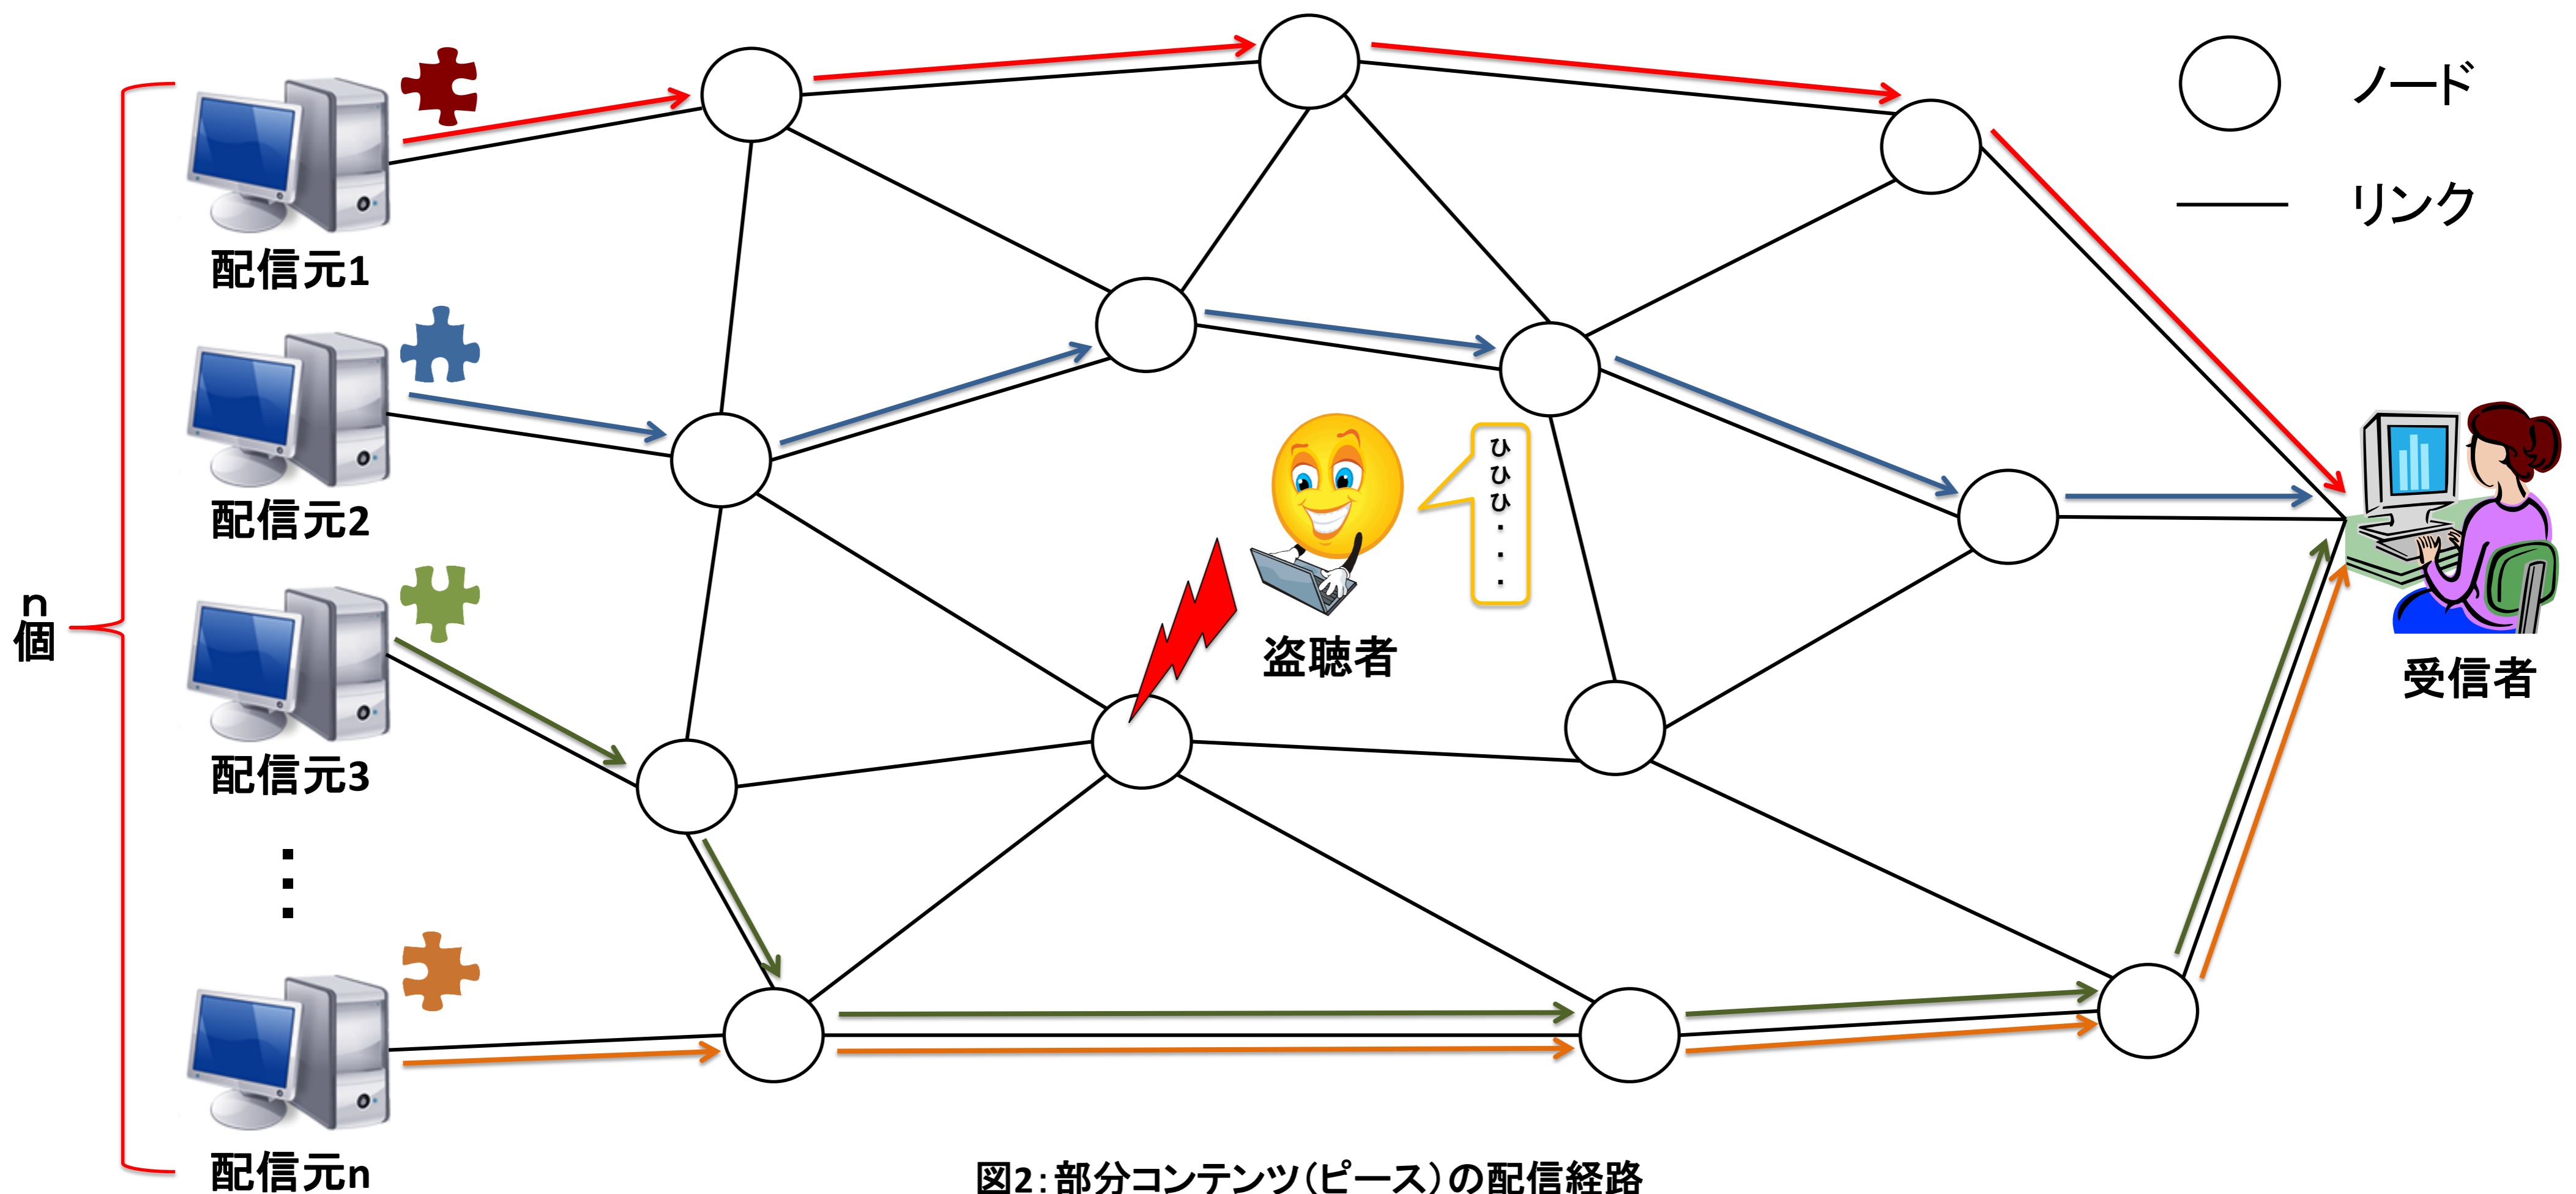 ノード
リンク
配信元1
配信元2
配信元3
配信元n
n個
ひひひ・・・
盗聴者
受信者
図2：部分コンテンツ（ピース）の配信経路